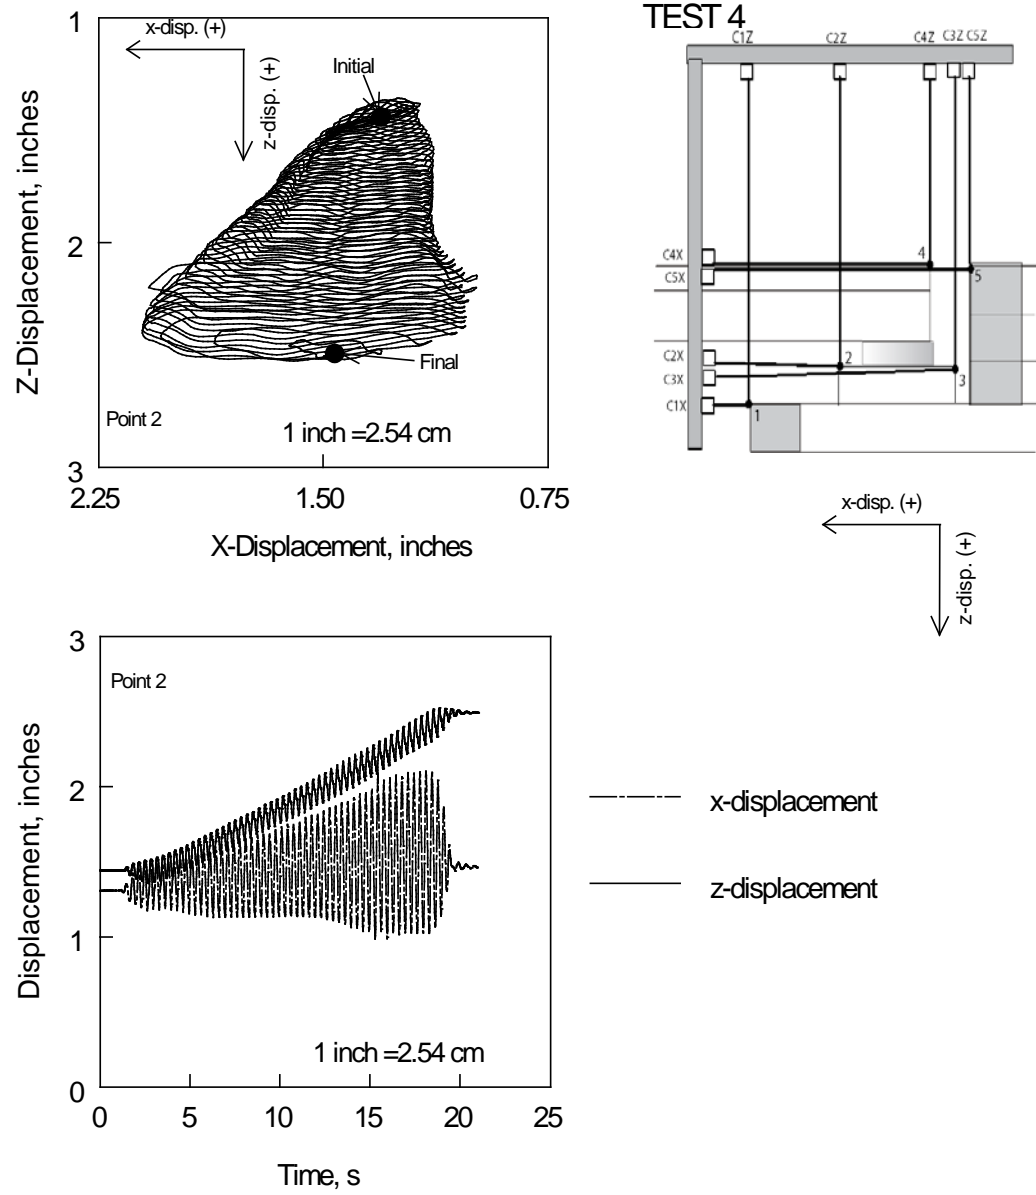 1
x-disp. (+)
Initial
z-disp. (+)
2
Z-Displacement, inches
Final
Point 2
1 inch =2.54 cm
3
2.25
1.50
0.75
X-Displacement, inches
TEST 4
C1Z
C2Z
C4Z
C3Z
C5Z
C4X
4
C5X
5
C2X
2
C3X
3
C1X
1
x-disp. (+)
z-disp. (+)
3
Point 2
2
Displacement, inches
1
1 inch =2.54 cm
0
0
5
10
15
20
25
Time, s
x-displacement
z-displacement